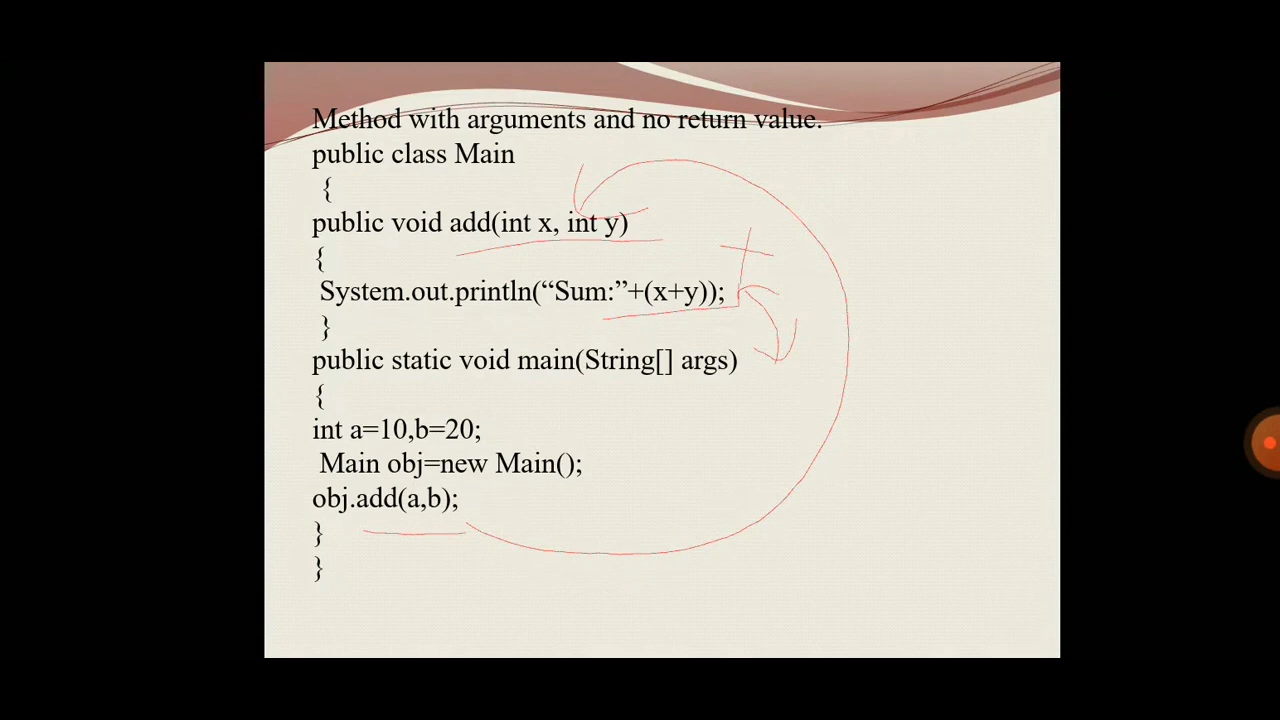 Method with arguments and no return value.
public class Main
{
public void add(int x, int y)
{
System.out.println(“Sum:”+(x+y));
}
public static void main(String[] args)
{
int a=10,b=20;
Main obj=new Main();
obj.add(a,b);
}
}